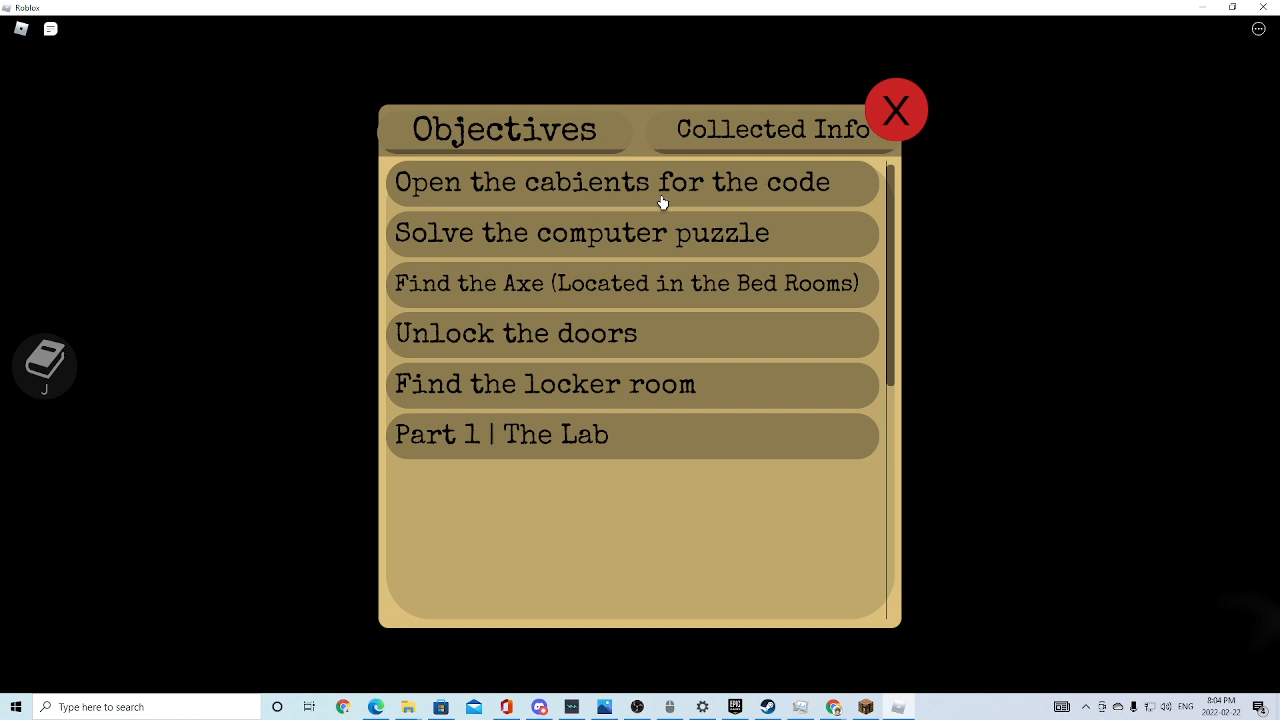 Roblox
X
Objectives
Collected Info
Open the cabients for the code
Solve the computer puzzle
Find the Axe (Located in the Bed Rooms)
Unlock the doors
Find the locker room
Part 1 | The Lab
J
Type here to search
EPIC
ENG
8:04 PM
2022-02-22
4